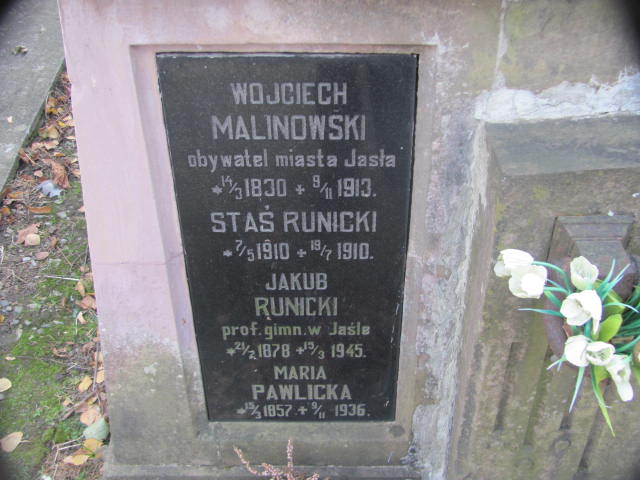 WOJCIECH
MALINOWSKI
obywatel miasta Jasła
*14/3 1830 + 9/11 1913.
STAŚ RUNICKI
*7/5 1910 + 19/7 1910.
JAKUB
RUNICKI
prof. gimn. w Jaśle
*21/2 1878 + 15/3 1945.
MARIA
PAWLICKA
*15/3 1857 + 9/11 1936.